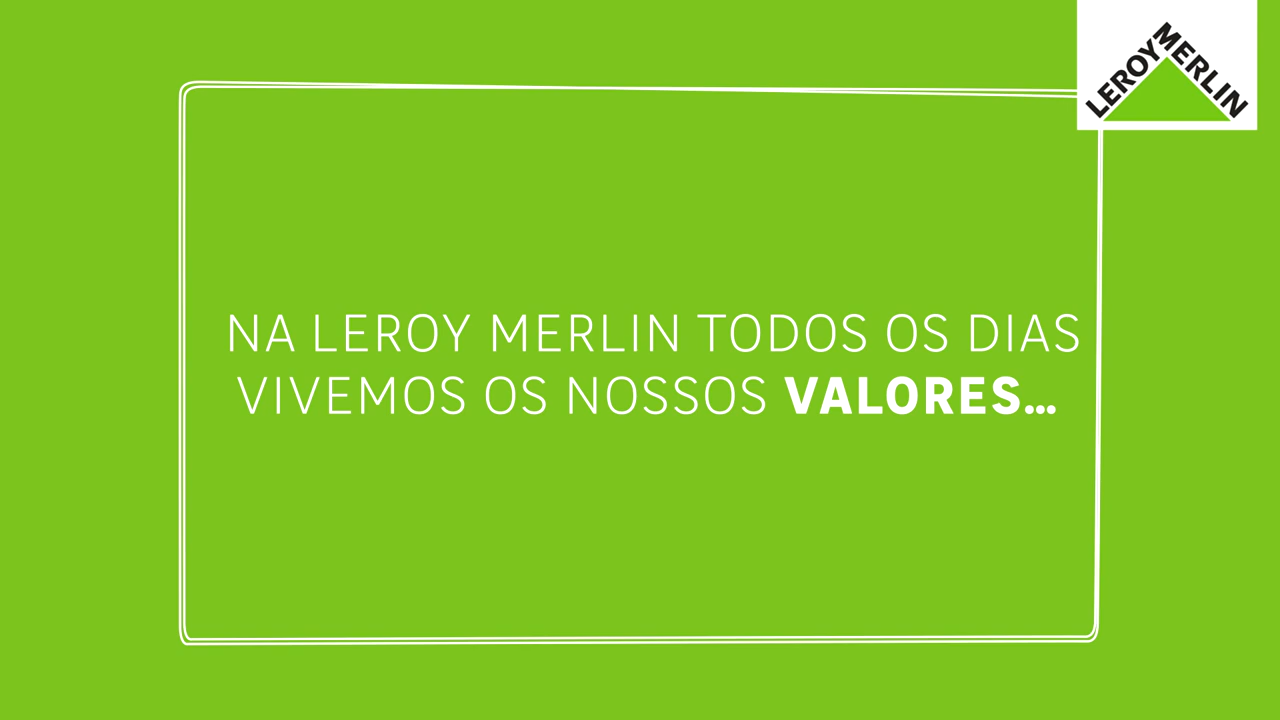 LEROY MERLIN
NA LEROY MERLIN TODOS OS DIAS
VIVEMOS OS NOSSOS VALORES...